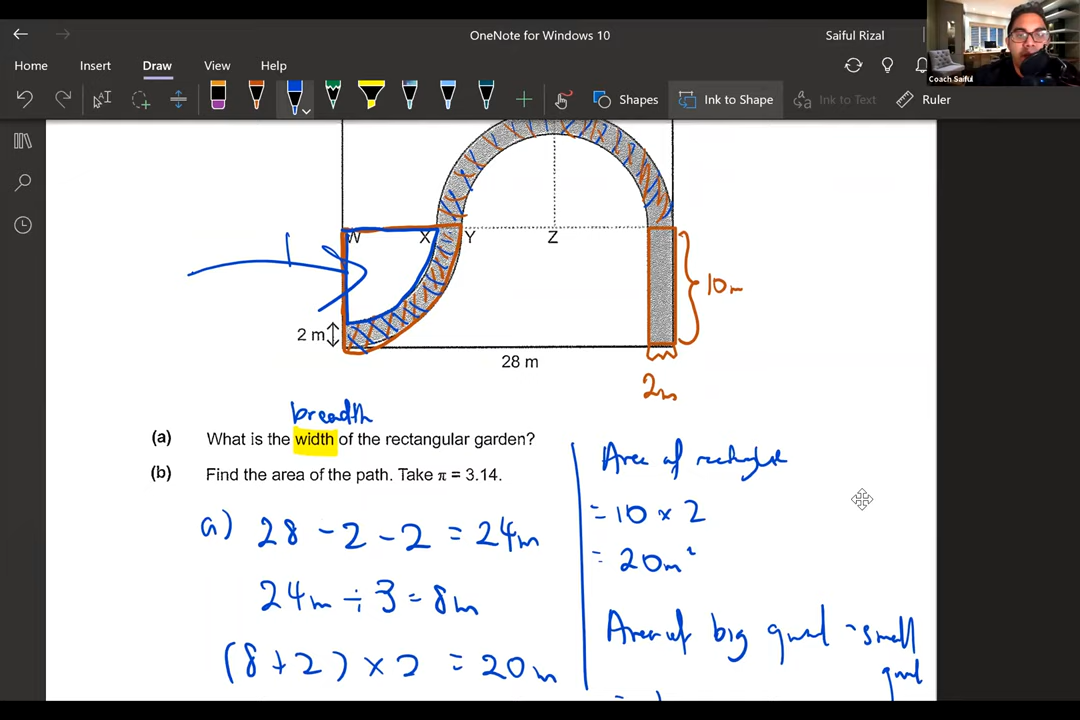 OneNote for Windows 10
Saiful Rizal
Coach Saiful
Home Insert Draw View Help
Shapes Ink to Shape Ink to Text Ruler
W X Y Z
2 m
10m
28 m
2m
breadth
(a) What is the width of the rectangular garden?
(b) Find the area of the path. Take π = 3.14.
a) 28 - 2 - 2 = 24m
24m ÷ 3 = 8m
(8 + 2) × 2 = 20m
Area of rectangle
= 10 × 2
= 20m²
Area of big quad - small
quad